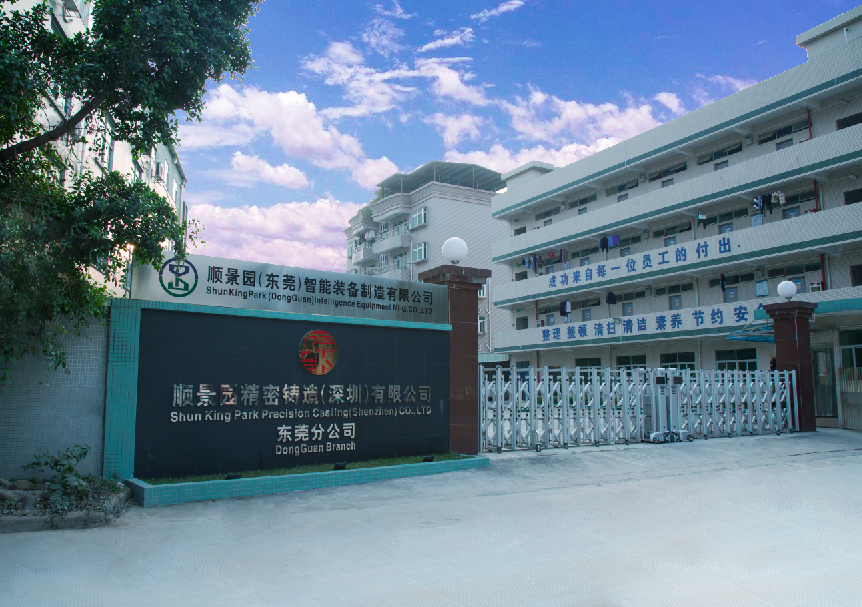 顺景园(东莞)智能装备制造有限公司
ShunKingPark (DongGuan)Intelligence Equipment MFG.CO.,LTD
顺景园精密铸造(深圳)有限公司
Shun King Park Precision Casting(Shenzhen) CO., LTD
东莞分公司
DongGuan Branch
成功来自每一位员工的付出
整理 整顿 清扫 清洁 素养 节约 安